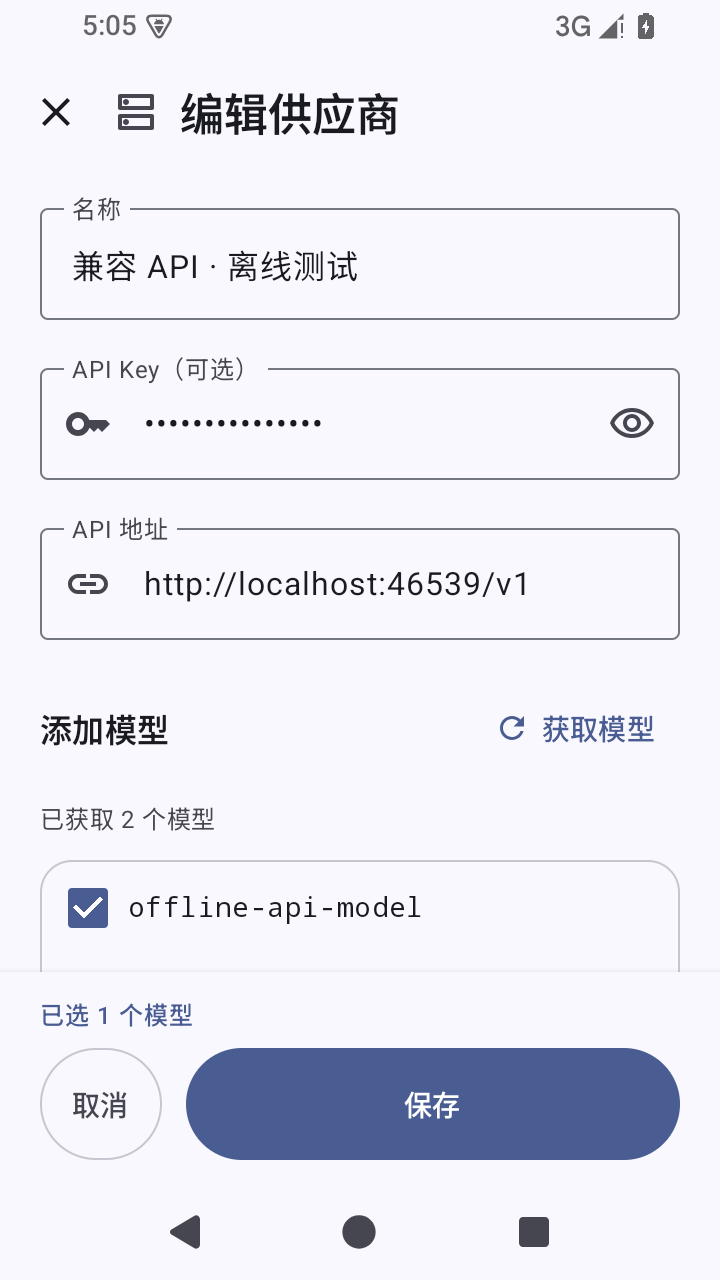 5:05
3G
编辑供应商
名称
兼容 API · 离线测试
API Key（可选）
•••••••••••••••
API 地址
http://localhost:46539/v1
添加模型
获取模型
已获取 2 个模型
offline-api-model
已选 1 个模型
取消
保存